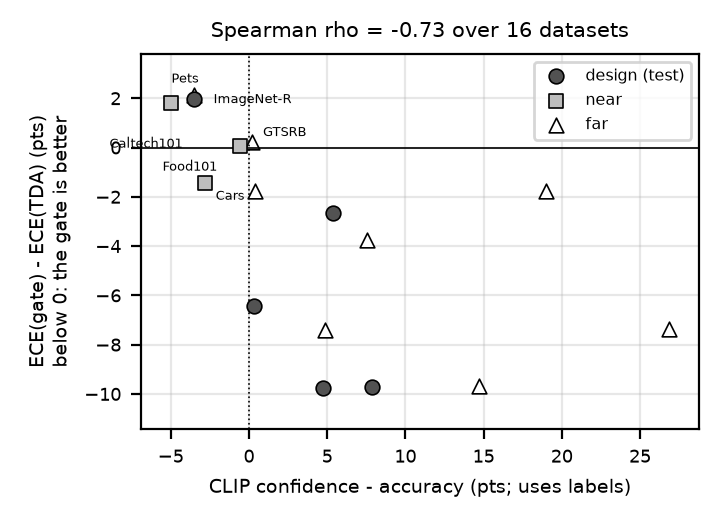 Spearman rho = -0.73 over 16 datasets
design (test)
near
far
Pets
ImageNet-R
GTSRB
Caltech101
Food101
Cars
2
0
−2
−4
−6
−8
−10
−5
0
5
10
15
20
25
ECE(gate) - ECE(TDA) (pts)
below 0: the gate is better
CLIP confidence - accuracy (pts; uses labels)